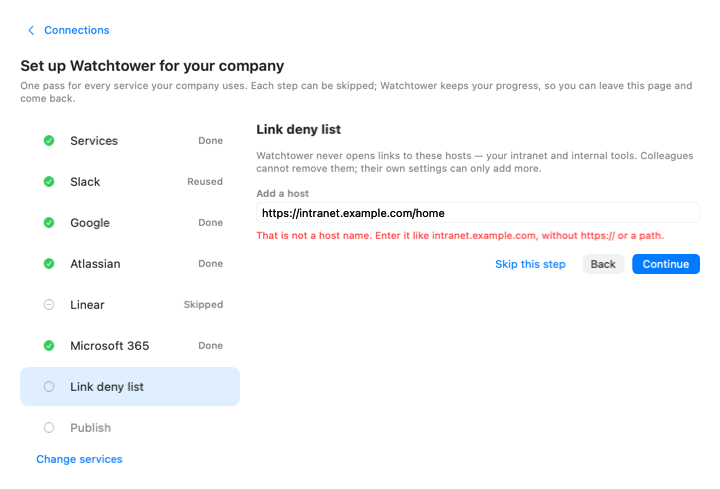 Connections
Set up Watchtower for your company
One pass for every service your company uses. Each step can be skipped; Watchtower keeps your progress, so you can leave this page and
come back.
Services Done
Slack Reused
Google Done
Atlassian Done
Linear Skipped
Microsoft 365 Done
Link deny list
Publish
Change services
Link deny list
Watchtower never opens links to these hosts — your intranet and internal tools. Colleagues
cannot remove them; their own settings can only add more.
Add a host
https://intranet.example.com/home
That is not a host name. Enter it like intranet.example.com, without https:// or a path.
Skip this step Back Continue